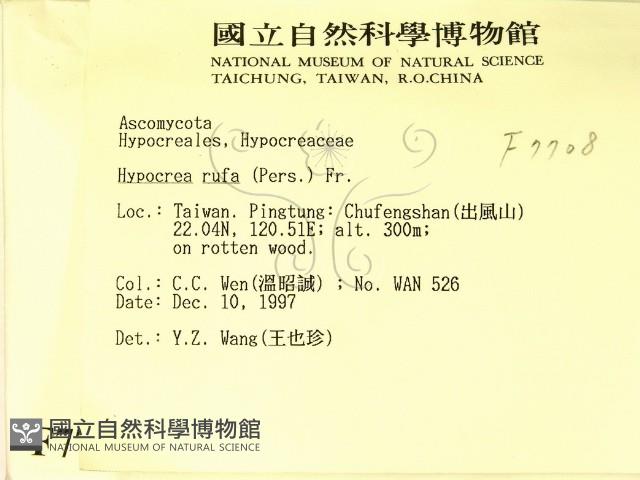 國立自然科學博物館
NATIONAL MUSEUM OF NATURAL SCIENCE
TAICHUNG, TAIWAN, R.O.CHINA
Ascomycota
Hypocreales, Hypocreaceae
F7708
Hypocrea rufa (Pers.) Fr.
Loc.: Taiwan. Pingtung: Chufengshan(出風山)
22.04N, 120.51E; alt. 300m;
on rotten wood.
Col.: C.C. Wen(溫昭誠) ; No. WAN 526
Date: Dec. 10, 1997
Det.: Y.Z. Wang(王也珍)
F7
國立自然科學博物館
NATIONAL MUSEUM OF NATURAL SCIENCE